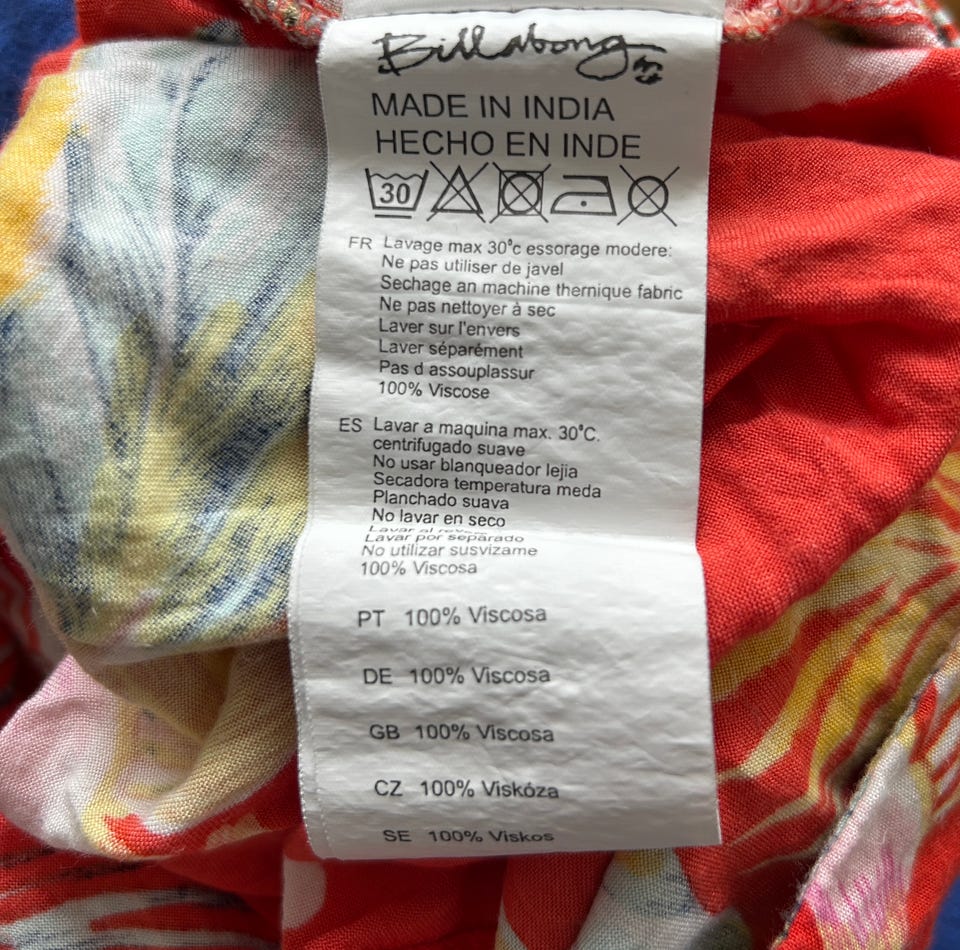 Billabong
MADE IN INDIA
HECHO EN INDE
30
FR Lavage max 30°c essorage modere:
Ne pas utiliser de javel
Sechage an machine thernique fabric
Ne pas nettoyer à sec
Laver sur l'envers
Laver séparément
Pas d assouplassur
100% Viscose
ES Lavar a maquina max. 30°C.
centrifugado suave
No usar blanqueador lejia
Secadora temperatura meda
Planchado suava
No lavar en seco
Lavar al revers
Lavar por separado
No utilizar susvizame
100% Viscosa
PT 100% Viscosa
DE 100% Viscosa
GB 100% Viscosa
CZ 100% Viskóza
SE 100% Viskos